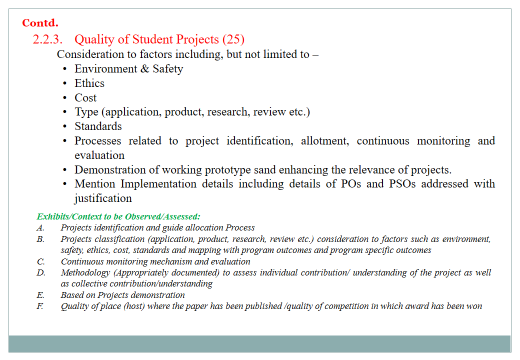 Contd.
2.2.3. Quality of Student Projects (25)
Consideration to factors including, but not limited to –
• Environment & Safety
• Ethics
• Cost
• Type (application, product, research, review etc.)
• Standards
• Processes related to project identification, allotment, continuous monitoring and
evaluation
• Demonstration of working prototype sand enhancing the relevance of projects.
• Mention Implementation details including details of POs and PSOs addressed with
justification
Exhibits/Context to be Observed/Assessed:
A. Projects identification and guide allocation Process
B. Projects classification (application, product, research, review etc.) consideration to factors such as environment,
safety, ethics, cost, standards and mapping with program outcomes and program specific outcomes
C. Continuous monitoring mechanism and evaluation
D. Methodology (Appropriately documented) to assess individual contribution/ understanding of the project as well
as collective contribution/understanding
E. Based on Projects demonstration
F. Quality of place (host) where the paper has been published /quality of competition in which award has been won